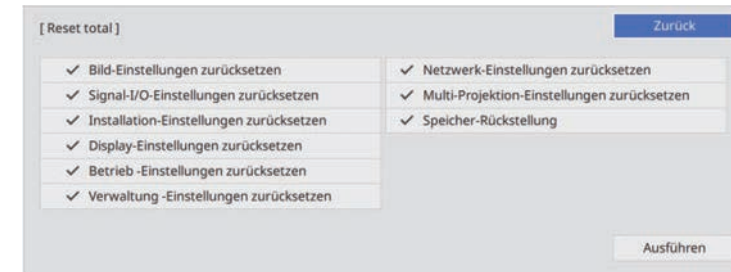 [ Reset total ]
Zurück
✓ Bild-Einstellungen zurücksetzen
✓ Signal-I/O-Einstellungen zurücksetzen
✓ Installation-Einstellungen zurücksetzen
✓ Display-Einstellungen zurücksetzen
✓ Betrieb -Einstellungen zurücksetzen
✓ Verwaltung -Einstellungen zurücksetzen
✓ Netzwerk-Einstellungen zurücksetzen
✓ Multi-Projektion-Einstellungen zurücksetzen
✓ Speicher-Rückstellung
Ausführen